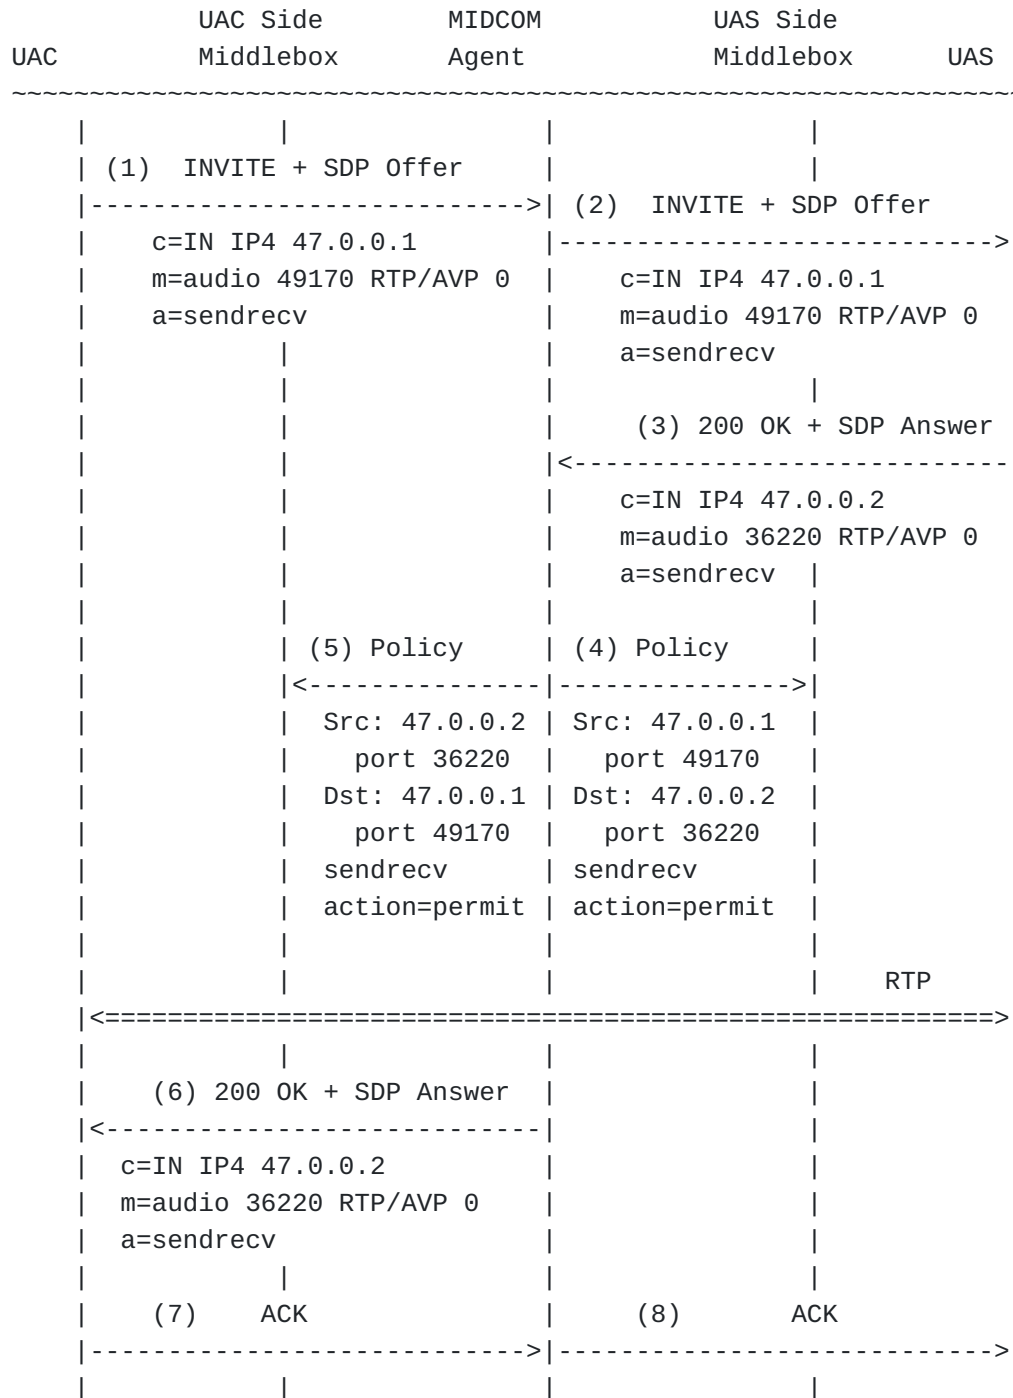 UAC Side        MIDCOM           UAS Side
UAC         Middlebox       Agent            Middlebox      UAS
~~~~~~~~~~~~~~~~~~~~~~~~~~~~~~~~~~~~~~~~~~~~~~~~~~~~~~~~~~~~~~~~~
    |            |                |                |
    | (1)  INVITE + SDP Offer     |                |
    |---------------------------->| (2)  INVITE + SDP Offer
    |    c=IN IP4 47.0.0.1        |---------------------------->
    |    m=audio 49170 RTP/AVP 0  |    c=IN IP4 47.0.0.1
    |    a=sendrecv               |    m=audio 49170 RTP/AVP 0
    |            |                |    a=sendrecv
    |            |                |                |
    |            |                |     (3) 200 OK + SDP Answer
    |            |                |<----------------------------
    |            |                |    c=IN IP4 47.0.0.2
    |            |                |    m=audio 36220 RTP/AVP 0
    |            |                |    a=sendrecv  |
    |            |                |                |
    |            | (5) Policy     | (4) Policy     |
    |            |<---------------|--------------->|
    |            |  Src: 47.0.0.2 | Src: 47.0.0.1  |
    |            |    port 36220  |   port 49170   |
    |            |  Dst: 47.0.0.1 | Dst: 47.0.0.2  |
    |            |    port 49170  |   port 36220   |
    |            |  sendrecv      | sendrecv       |
    |            |  action=permit | action=permit  |
    |            |                |                |
    |            |                |                |    RTP
    |<=========================================================>
    |            |                |                |
    |    (6) 200 OK + SDP Answer  |                |
    |<----------------------------|                |
    |  c=IN IP4 47.0.0.2          |                |
    |  m=audio 36220 RTP/AVP 0    |                |
    |  a=sendrecv                 |                |
    |            |                |                |
    |    (7)    ACK               |     (8)       ACK
    |---------------------------->|---------------------------->
    |            |                |                |